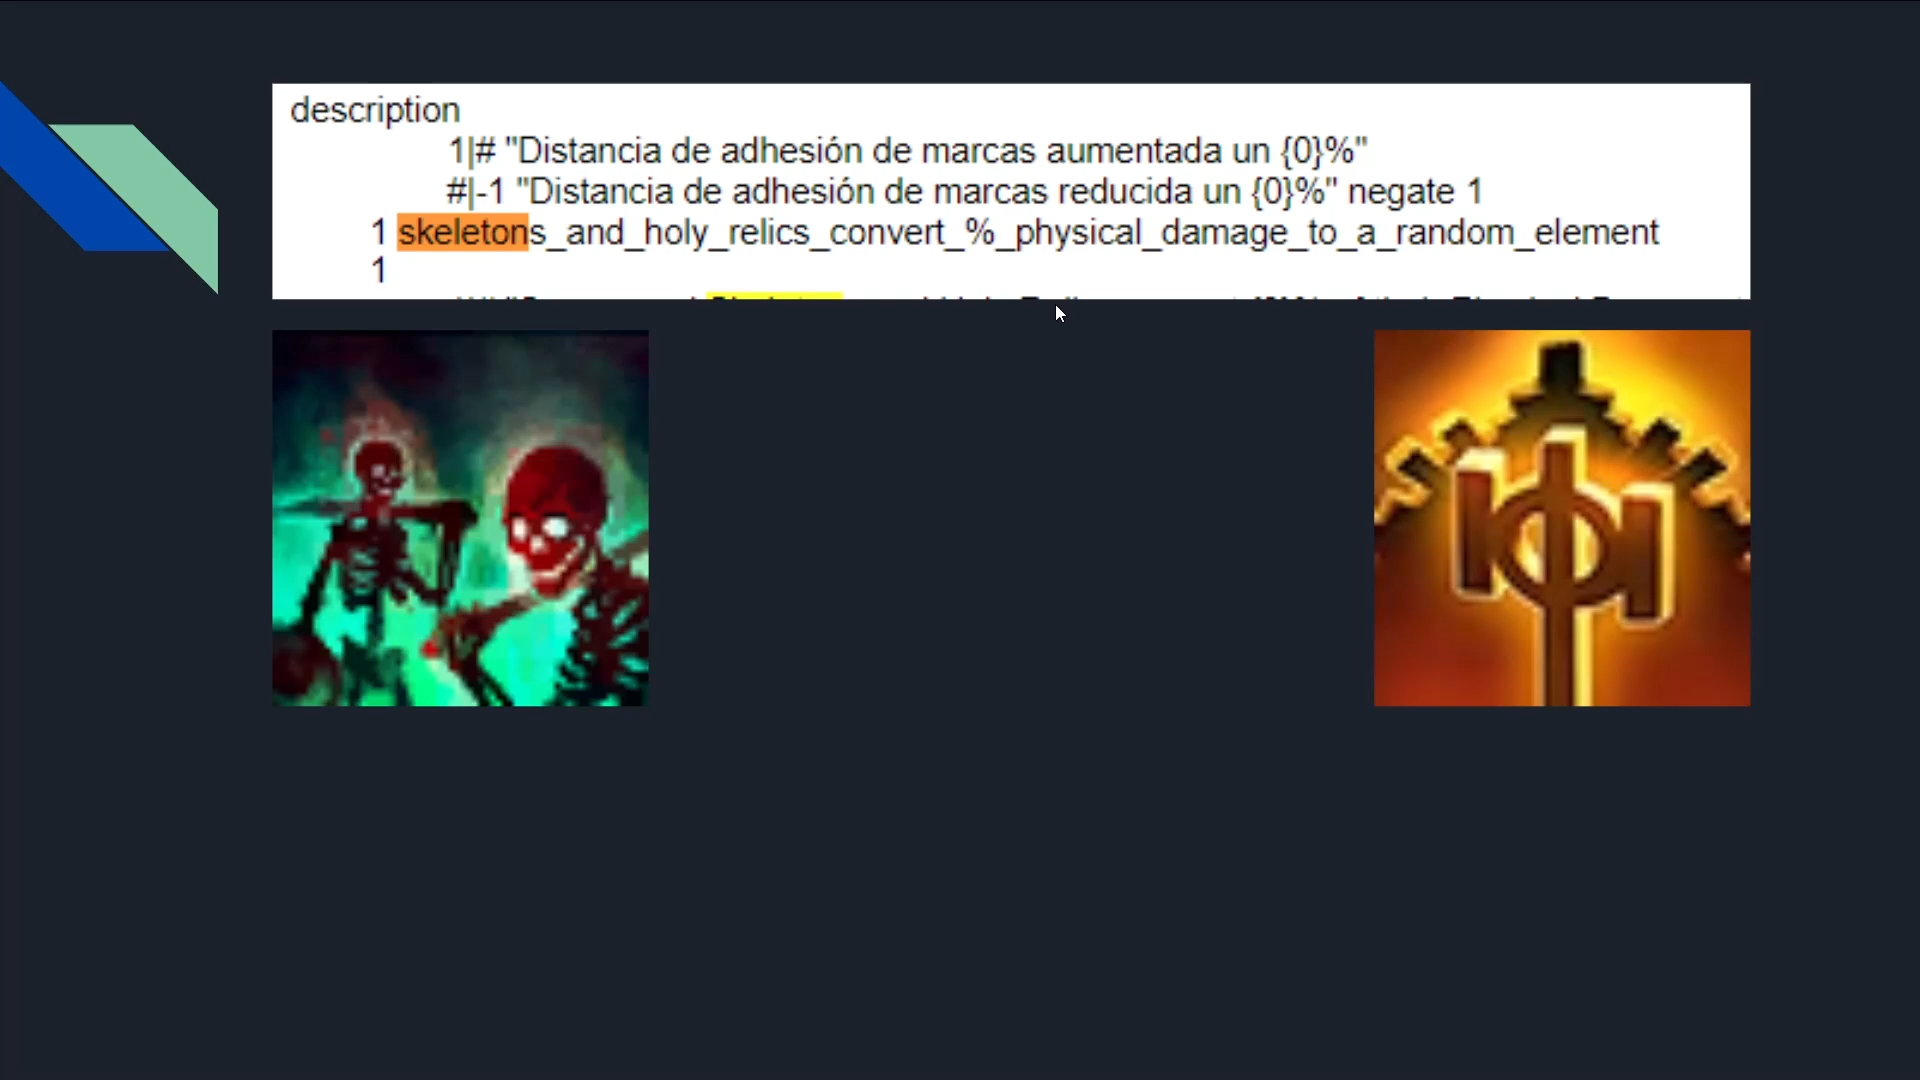 description
1|# "Distancia de adhesión de marcas aumentada un {0}%"
#|-1 "Distancia de adhesión de marcas reducida un {0}%" negate 1
1 skeletons_and_holy_relics_convert_%_physical_damage_to_a_random_element
1